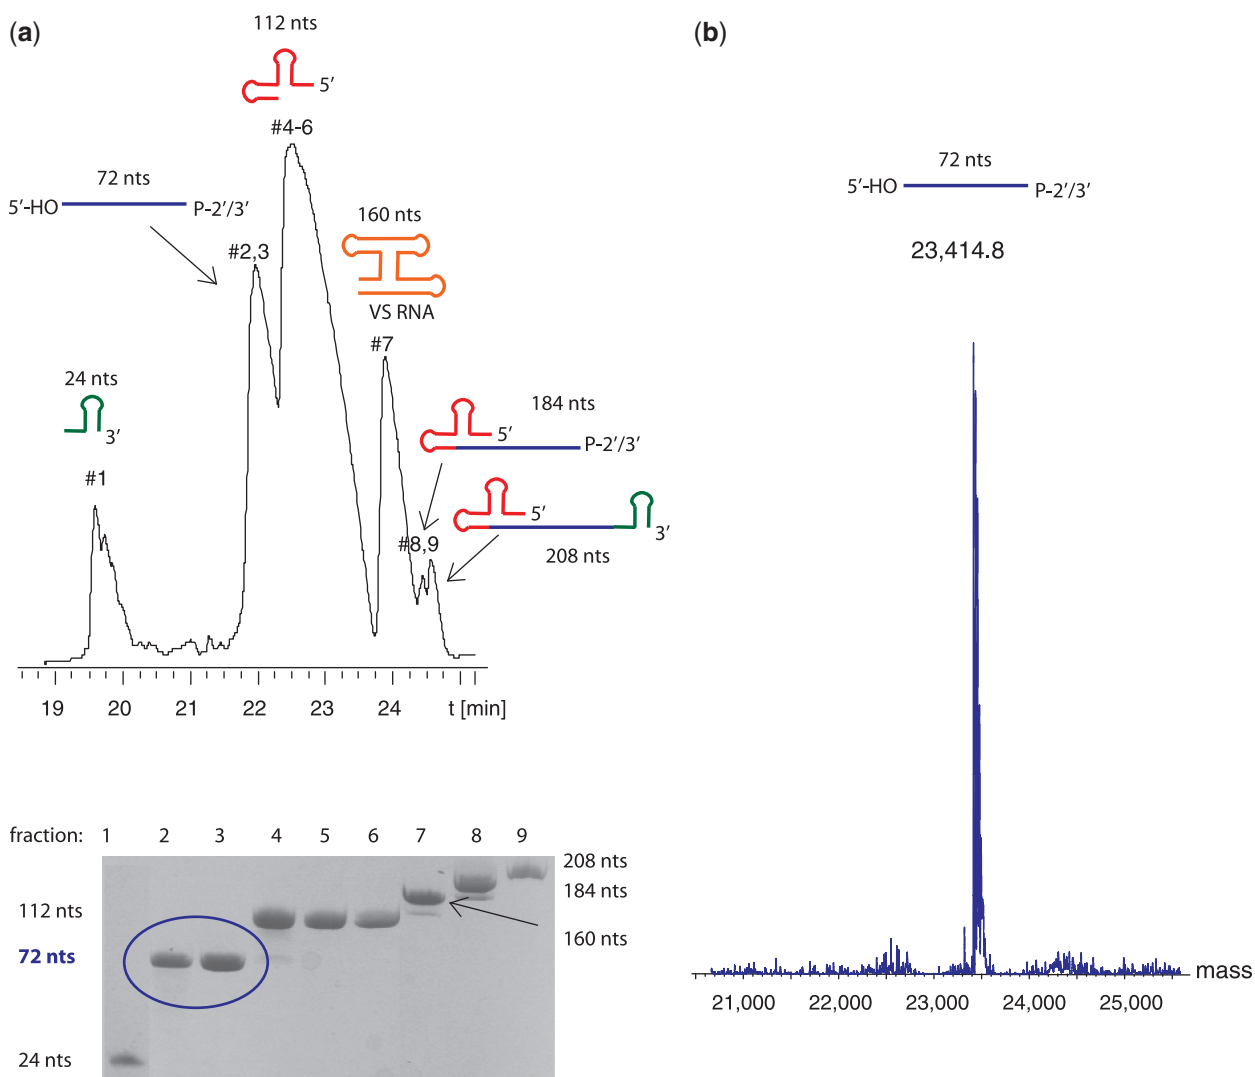 (a)
112 nts
5′
#4-6
72 nts
5′-HO
P-2′/3′
#2,3
160 nts
VS RNA
#7
24 nts
3′
#1
184 nts
5′
P-2′/3′
#8,9
5′
3′
208 nts
19 20 21 22 23 24 t [min]
fraction: 1 2 3 4 5 6 7 8 9
208 nts
184 nts
160 nts
112 nts
72 nts
24 nts
(b)
72 nts
5′-HO
P-2′/3′
23,414.8
mass
21,000 22,000 23,000 24,000 25,000